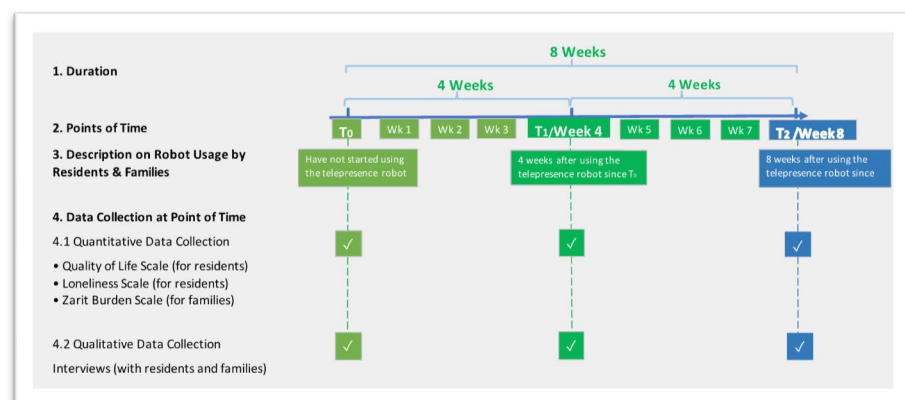 8 Weeks
1. Duration
4 Weeks 4 Weeks
2. Points of Time T0 Wk 1 Wk 2 Wk 3 T1/Week 4 Wk 5 Wk 6 Wk 7 T2 /Week8
3. Description on Robot Usage by
Residents & Families
Have not started using
the telepresence robot
4 weeks after using the
telepresence robot since T₀
8 weeks after using the
telepresence robot since
4. Data Collection at Point of Time
4.1 Quantitative Data Collection ✓ ✓ ✓
• Quality of Life Scale (for residents)
• Loneliness Scale (for residents)
• Zarit Burden Scale (for families)
4.2 Qualitative Data Collection ✓ ✓ ✓
Interviews (with residents and families)